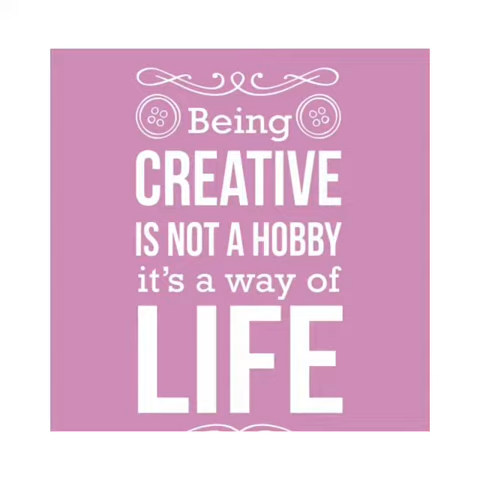 Being
CREATIVE
IS NOT A HOBBY
it's a way of
LIFE